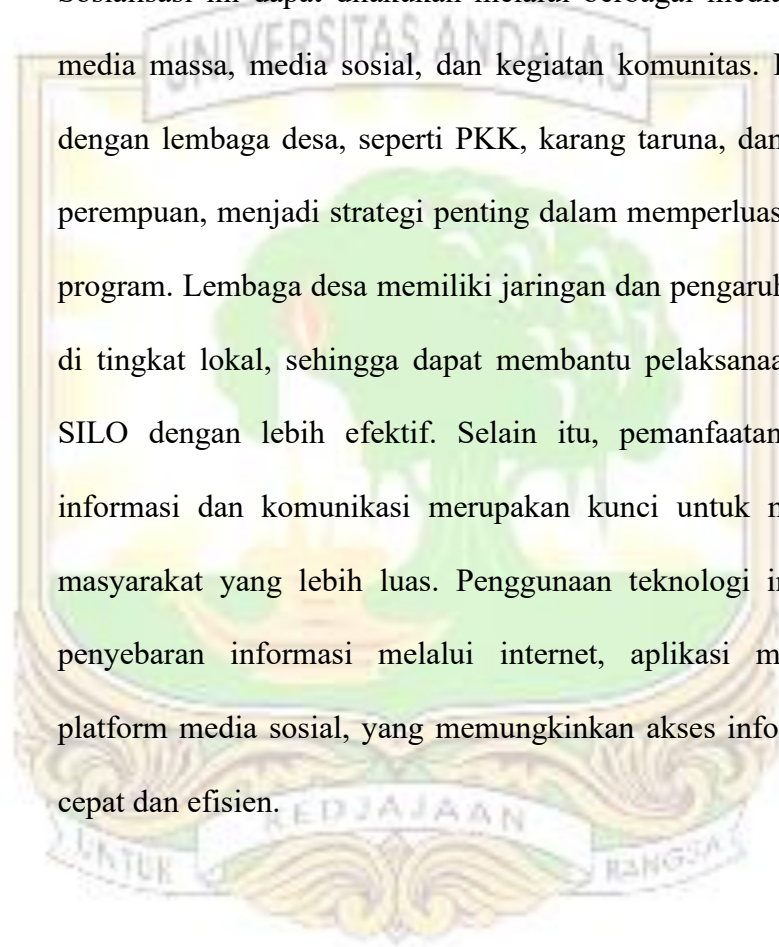 UNIVERSITAS ANDALAS
Sosialisasi ini dapat dilakukan melalui berbagai media
media massa, media sosial, dan kegiatan komunitas.
dengan lembaga desa, seperti PKK, karang taruna, dan
perempuan, menjadi strategi penting dalam memperluas
program. Lembaga desa memiliki jaringan dan pengaruh
di tingkat lokal, sehingga dapat membantu pelaksanaa
SILO dengan lebih efektif. Selain itu, pemanfaatan
informasi dan komunikasi merupakan kunci untuk
masyarakat yang lebih luas. Penggunaan teknologi
penyebaran informasi melalui internet, aplikasi
platform media sosial, yang memungkinkan akses info
cepat dan efisien.
UNTUK KEDJAJAAN BANGSA